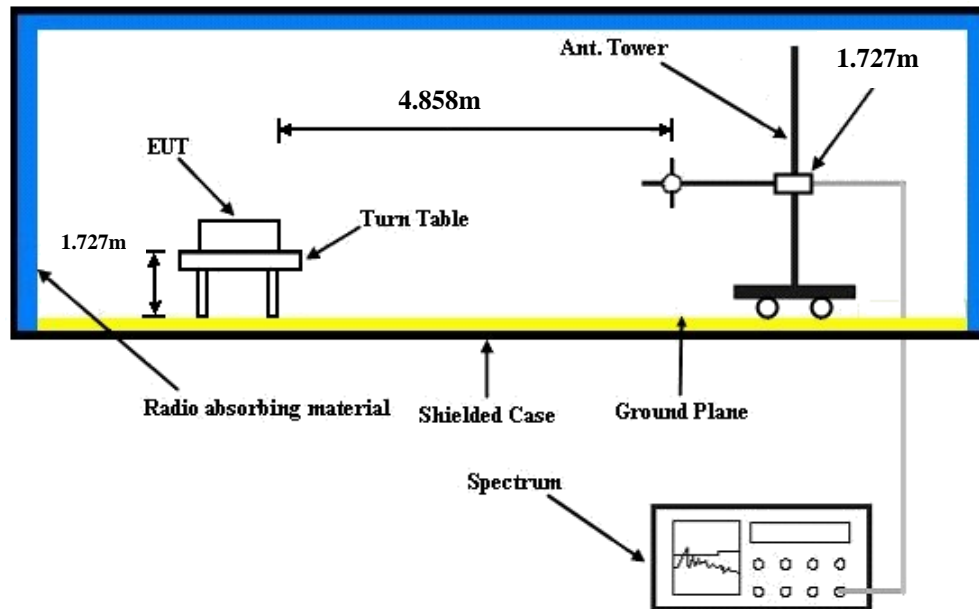 Ant. Tower
1.727m
4.858m
EUT
Turn Table
1.727m
Radio absorbing material
Shielded Case
Ground Plane
Spectrum